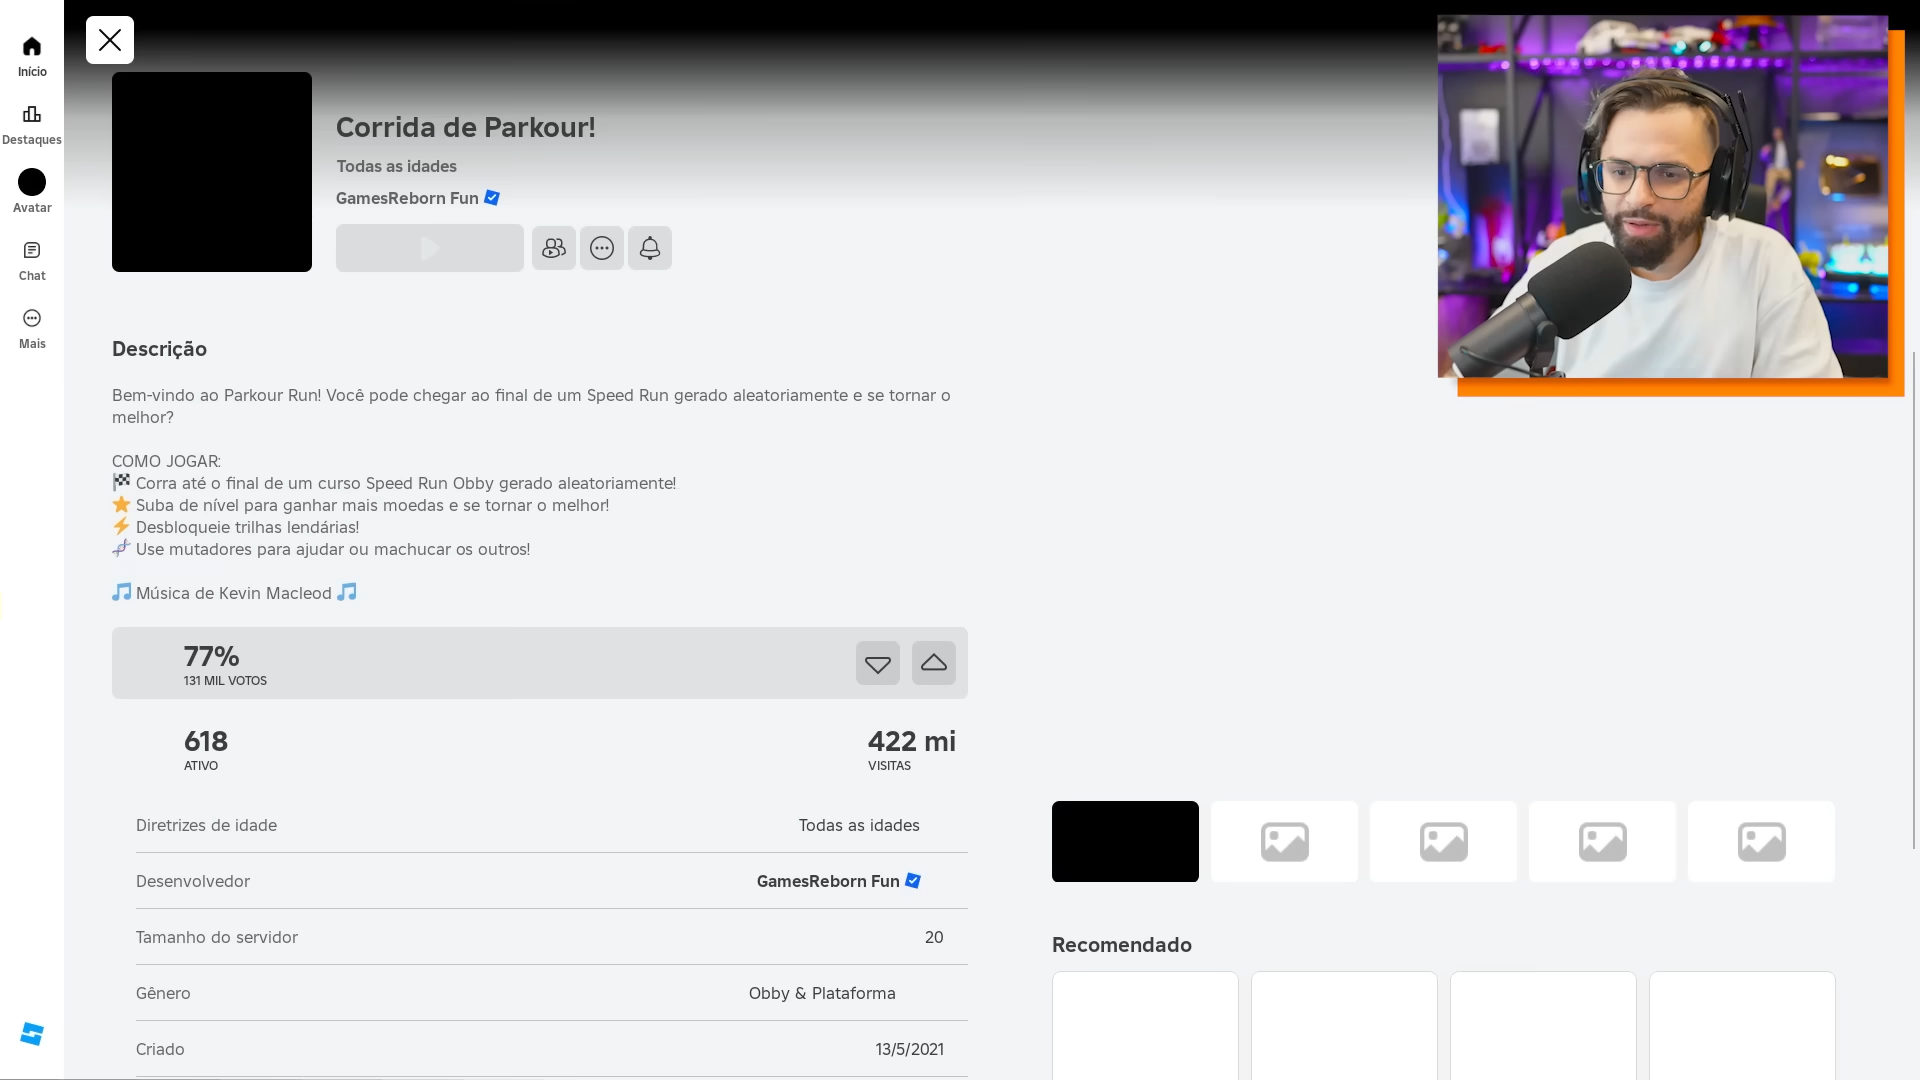 Início
Destaques
Avatar
Chat
Mais
Corrida de Parkour!
Todas as idades
GamesReborn Fun
Descrição
Bem-vindo ao Parkour Run! Você pode chegar ao final de um Speed Run gerado aleatoriamente e se tornar o
melhor?
COMO JOGAR:
🏁 Corra até o final de um curso Speed Run Obby gerado aleatoriamente!
⭐ Suba de nível para ganhar mais moedas e se tornar o melhor!
⚡ Desbloqueie trilhas lendárias!
🧬 Use mutadores para ajudar ou machucar os outros!
🎵 Música de Kevin Macleod 🎵
77%
131 MIL VOTOS
618
ATIVO
422 mi
VISITAS
Diretrizes de idade Todas as idades
Desenvolvedor GamesReborn Fun
Tamanho do servidor 20
Gênero Obby & Plataforma
Criado 13/5/2021
Recomendado